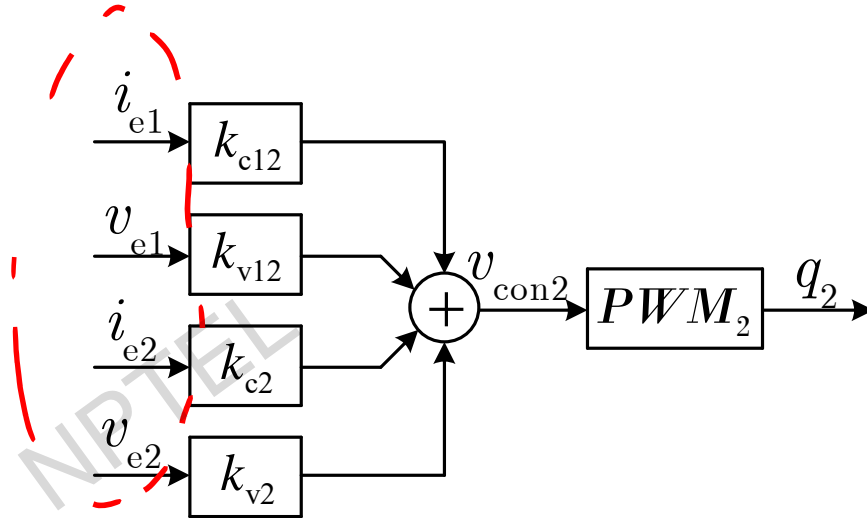 i_e1
k_c12
v_e1
k_v12
i_e2
k_c2
v_e2
k_v2
+
v_con2
PWM_2
q_2
NPTEL